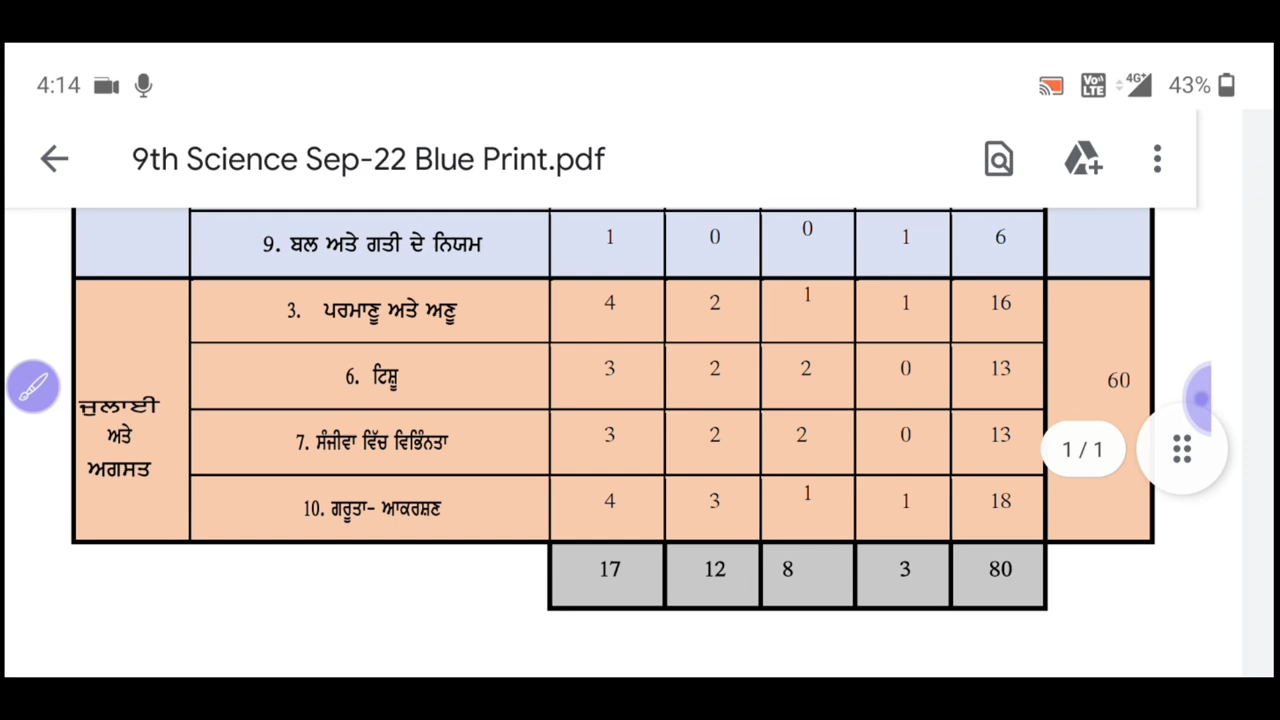 4:14 Vo)) LTE 4G+ 43%
9th Science Sep-22 Blue Print.pdf
9. ਬਲ ਅਤੇ ਗਤੀ ਦੇ ਨਿਯਮ 1 0 0 1 6
3. ਪਰਮਾਣੂ ਅਤੇ ਅਣੂ 4 2 1 1 16
6. ਟਿਸ਼ੂ 3 2 2 0 13
7. ਸੰਜੀਵਾ ਵਿੱਚ ਵਿਭਿੰਨਤਾ 3 2 2 0 13
10. ਗਰੂਤਾ- ਆਕਰਸ਼ਣ 4 3 1 1 18
ਜੁਲਾਈ
ਅਤੇ
ਅਗਸਤ
60
1 / 1
17 12 8 3 80